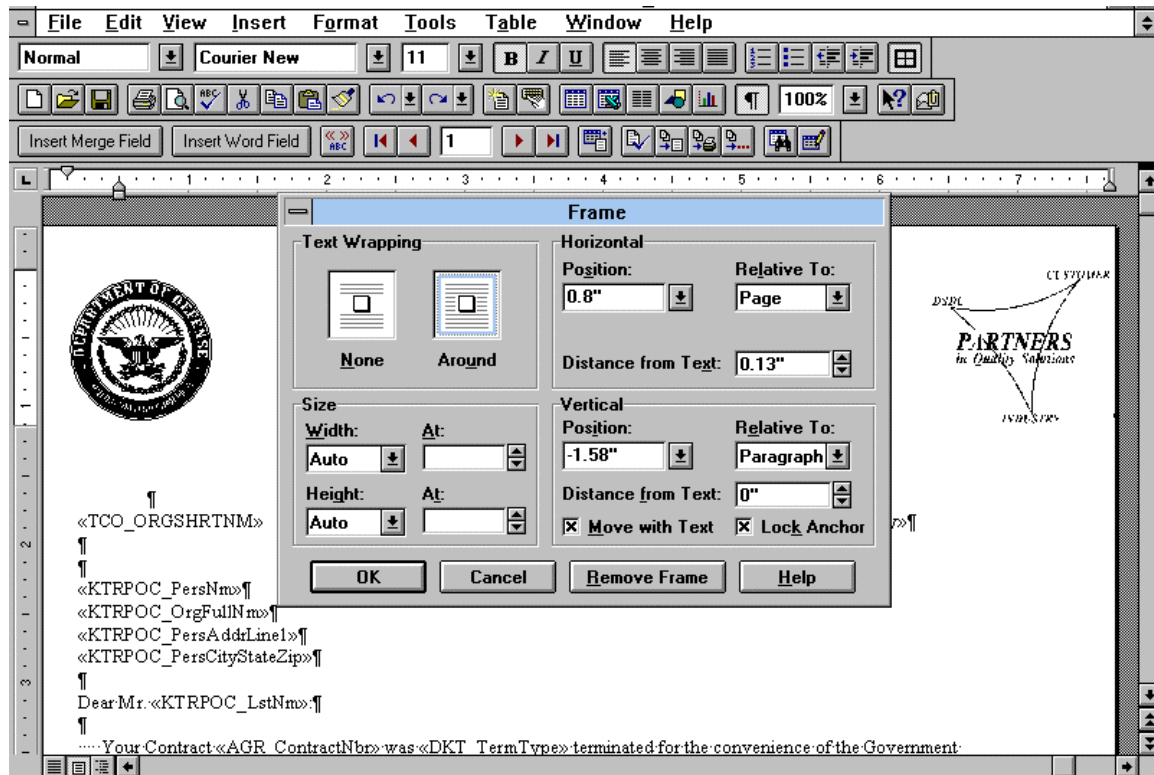 File Edit View Insert Format Tools Table Window Help
Normal Courier New 11 B I U
ABC ¶ 100% ?
Insert Merge Field Insert Word Field «» ABC 1
1 2 3 4 5 6 7
Frame
Text Wrapping
None Around
Horizontal
Position: Relative To:
0.8" Page
Distance from Text: 0.13"
Size
Width: At:
Auto
Height: At:
Auto
Vertical
Position: Relative To:
-1.58" Paragraph
Distance from Text: 0"
Move with Text Lock Anchor
OK Cancel Remove Frame Help
DEPARTMENT OF DEFENSE
CUSTOMER
PARTNERS
in Quality Solutions
INDUSTRY
¶
«TCO_ORGSHRTNM» »¶
¶
¶
«KTRPOC_PersNm»¶
«KTRPOC_OrgFullNm»¶
«KTRPOC_PersAddrLine1»¶
«KTRPOC_PersCityStateZip»¶
¶
Dear·Mr.·«KTRPOC_LstNm»:¶
¶
·····Your·Contract·«AGR_ContractNbr»·was·«DKT_TermType»·terminated·for·the·convenience·of·the·Government·